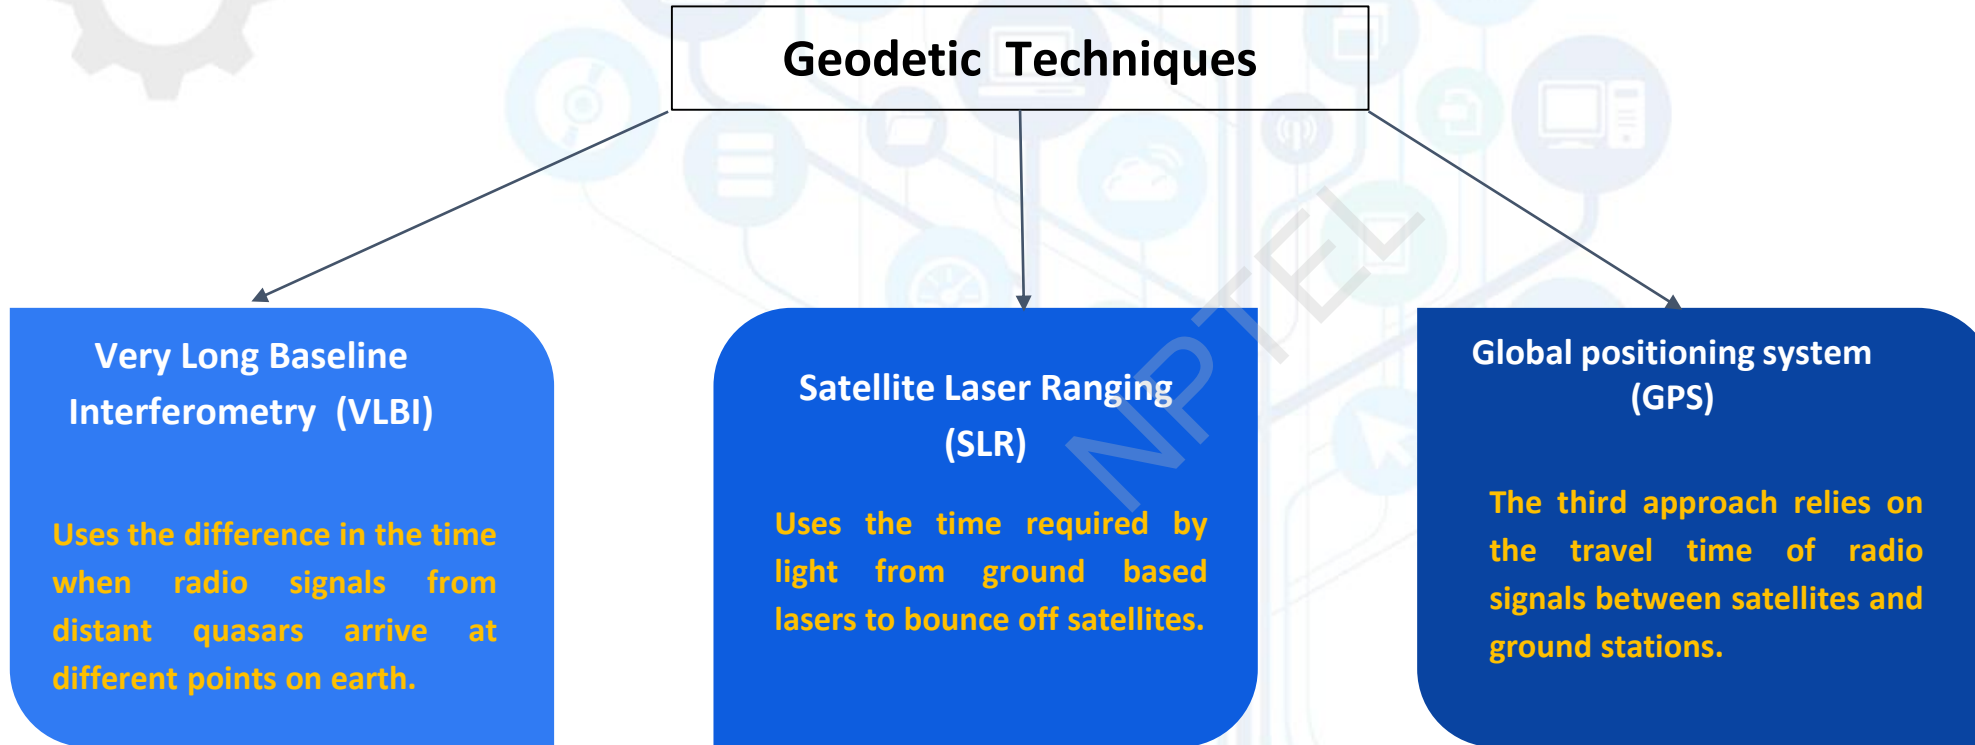 Geodetic Techniques
Very Long Baseline
Interferometry (VLBI)
Uses the difference in the time
when radio signals from
distant quasars arrive at
different points on earth.
Satellite Laser Ranging
(SLR)
Uses the time required by
light from ground based
lasers to bounce off satellites.
Global positioning system
(GPS)
The third approach relies on
the travel time of radio
signals between satellites and
ground stations.
NPTEL